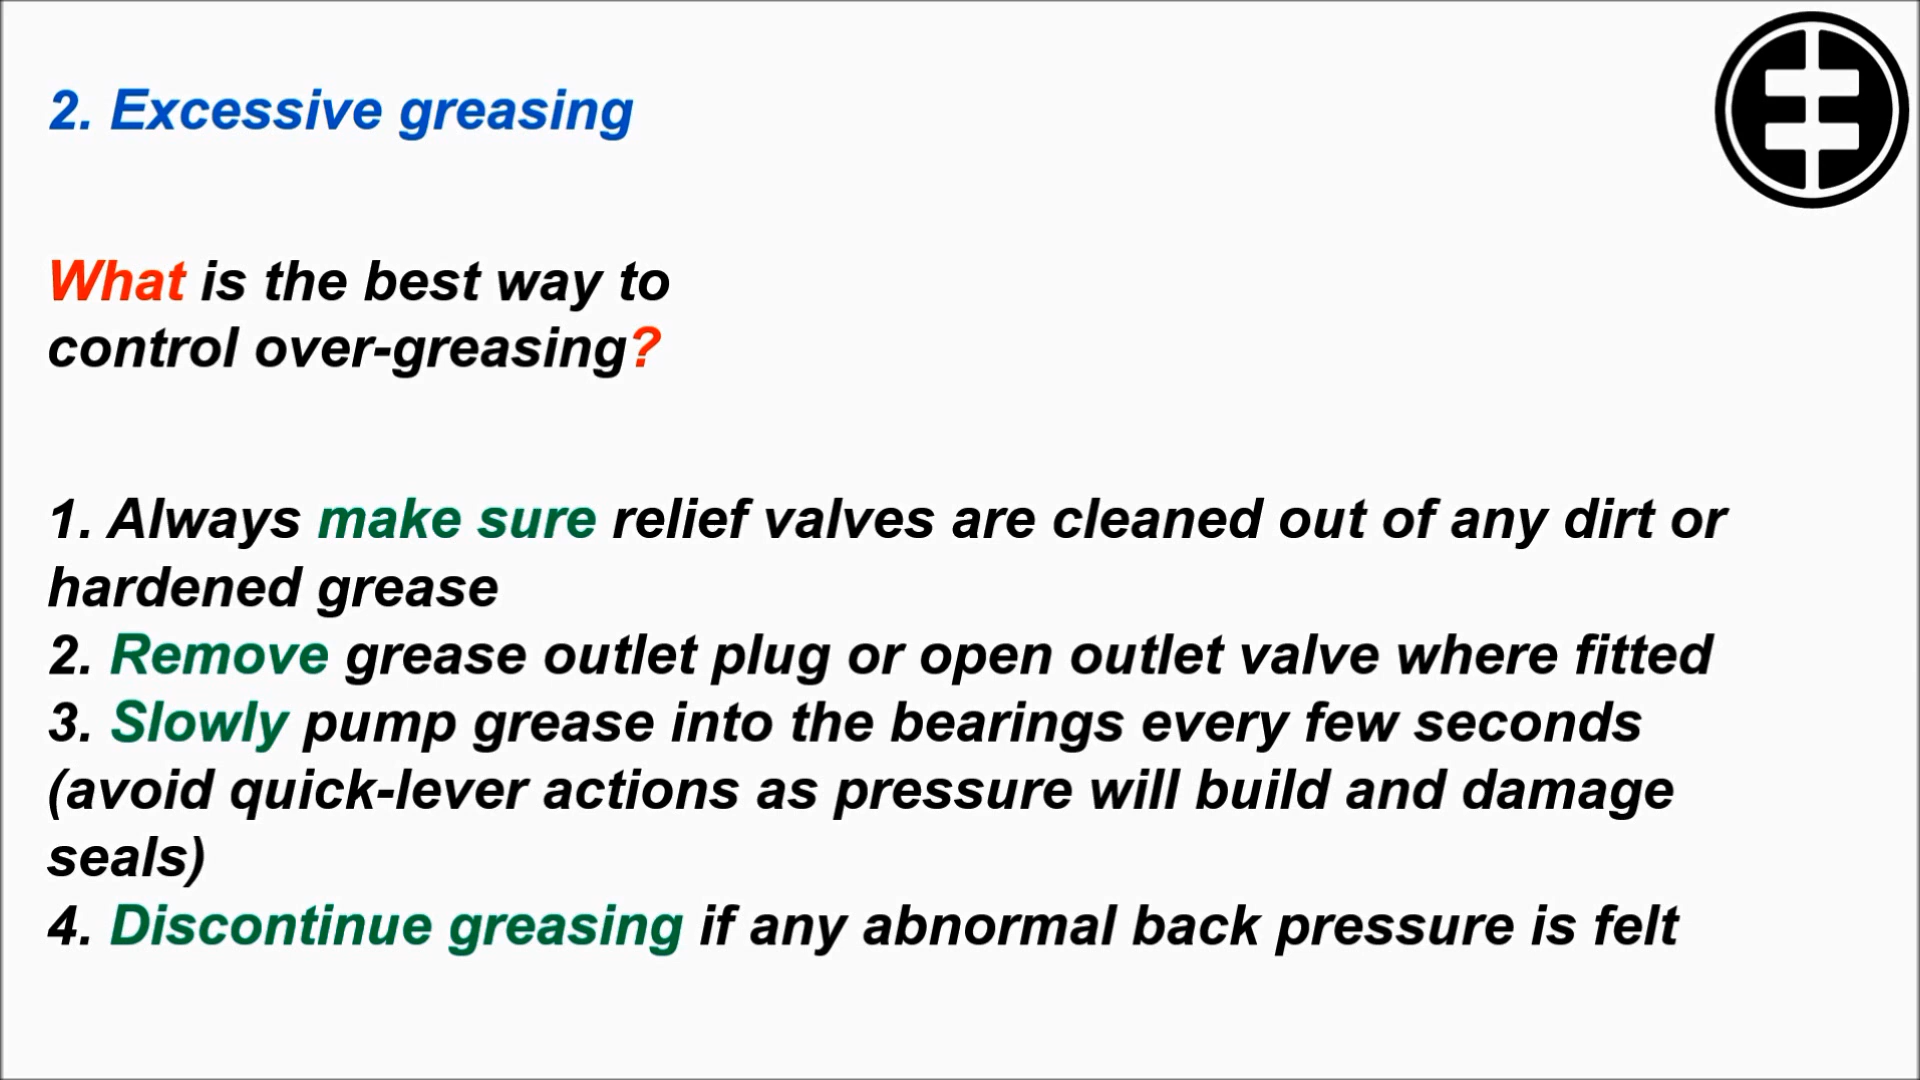 2. Excessive greasing
What is the best way to
control over-greasing?
1. Always make sure relief valves are cleaned out of any dirt or
hardened grease
2. Remove grease outlet plug or open outlet valve where fitted
3. Slowly pump grease into the bearings every few seconds
(avoid quick-lever actions as pressure will build and damage
seals)
4. Discontinue greasing if any abnormal back pressure is felt